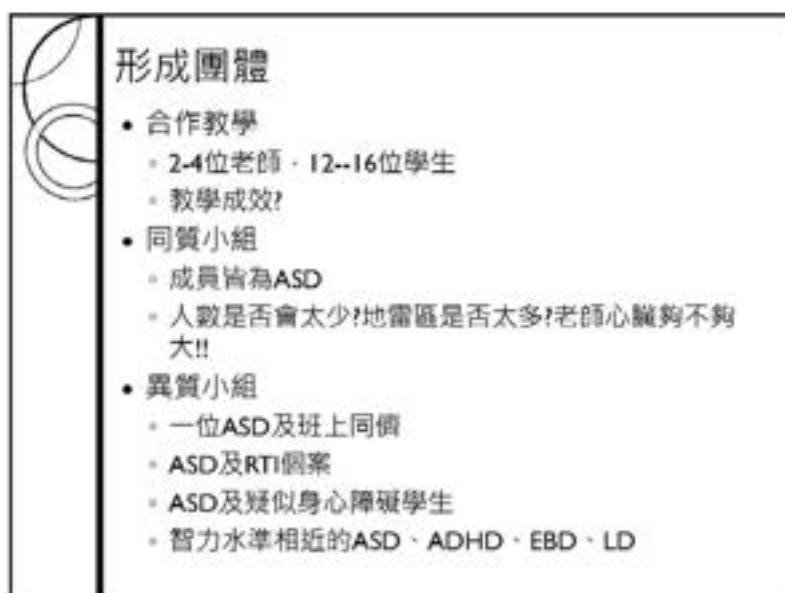 形成團體
• 合作教學
◦ 2-4位老師，12--16位學生
◦ 教學成效?
• 同質小組
◦ 成員皆為ASD
◦ 人數是否會太少?地雷區是否太多?老師心臟夠不夠
大!!
• 異質小組
◦ 一位ASD及班上同儕
◦ ASD及RTI個案
◦ ASD及疑似身心障礙學生
◦ 智力水準相近的ASD、ADHD、EBD、LD